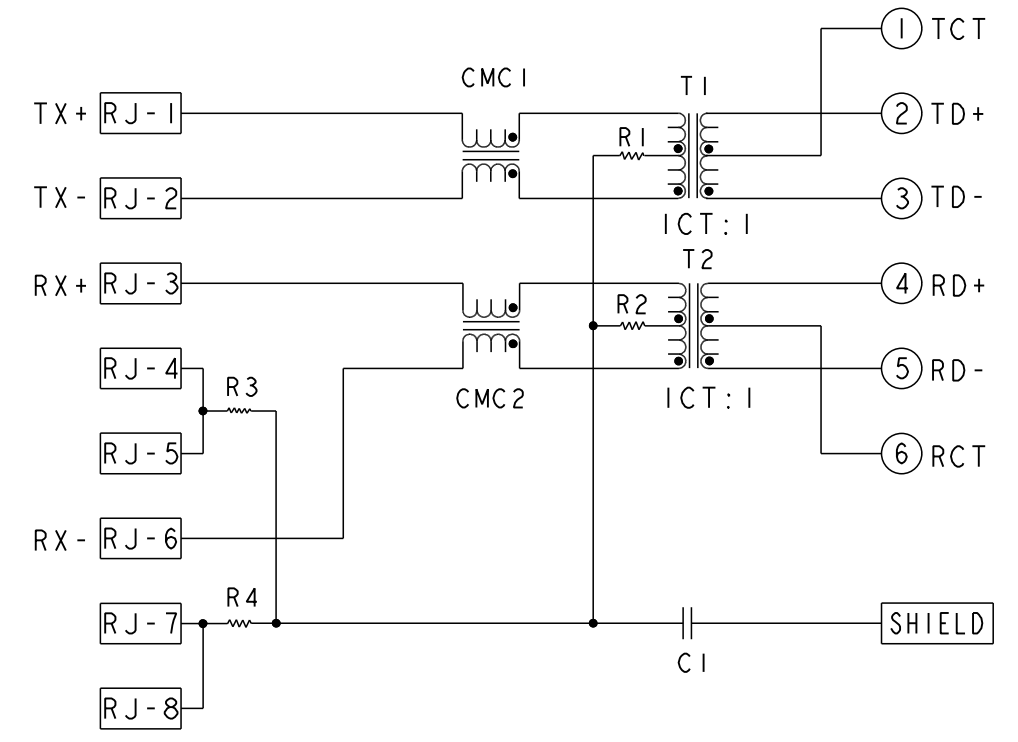 1 TCT
CMC1
T1
TX+ RJ-1
2 TD+
R1
TX- RJ-2
3 TD-
1CT:1
T2
RX+ RJ-3
4 RD+
R2
RJ-4
5 RD-
R3
CMC2
1CT:1
RJ-5
6 RCT
RX- RJ-6
R4
RJ-7
SHIELD
C1
RJ-8